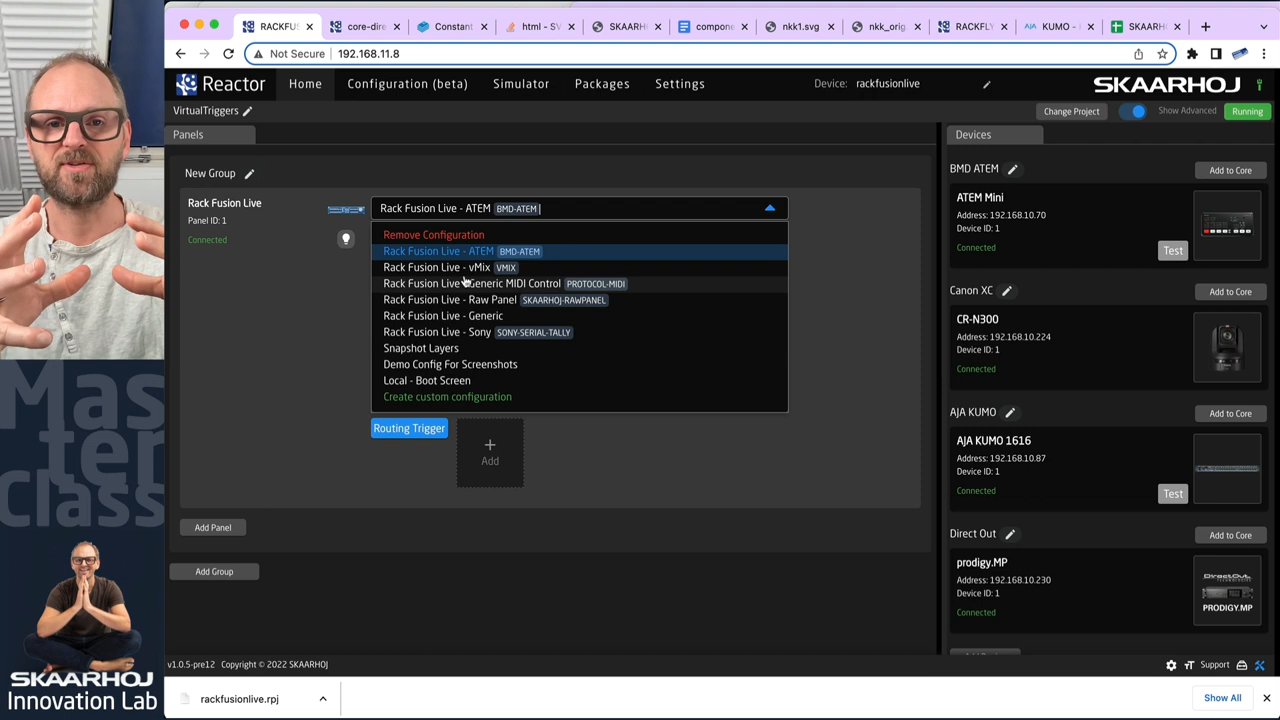 RACKFUS
core-dire
Constant
html - SV
SKAARH
compone
nkk1.svg
nkk_orig
RACKFLY
KUMO -
SKAARH
Not Secure
192.168.11.8
Reactor
Home
Configuration (beta)
Simulator
Packages
Settings
Device: rackfusionlive
SKAARHOJ
VirtualTriggers
Change Project
Show Advanced
Running
Panels
Devices
New Group
Rack Fusion Live
Panel ID: 1
Connected
Rack Fusion Live - ATEM BMD-ATEM
Remove Configuration
Rack Fusion Live - ATEM BMD-ATEM
Rack Fusion Live - vMix VMIX
Rack Fusion Live - Generic MIDI Control PROTOCOL-MIDI
Rack Fusion Live - Raw Panel SKAARHOJ-RAWPANEL
Rack Fusion Live - Generic
Rack Fusion Live - Sony SONY-SERIAL-TALLY
Snapshot Layers
Demo Config For Screenshots
Local - Boot Screen
Create custom configuration
Routing Trigger
Add
Add Panel
Add Group
BMD ATEM
Add to Core
ATEM Mini
Address: 192.168.10.70
Device ID: 1
Connected
Test
Canon XC
Add to Core
CR-N300
Address: 192.168.10.224
Device ID: 1
Connected
AJA KUMO
Add to Core
AJA KUMO 1616
Address: 192.168.10.87
Device ID: 1
Connected
Test
Direct Out
Add to Core
prodigy.MP
Address: 192.168.10.230
Device ID: 1
Connected
PRODIGY.MP
v1.0.5-pre12
Copyright © 2022 SKAARHOJ
Support
rackfusionlive.rpj
Show All
Mas
ter
Class
SKAARHOJ
Innovation Lab